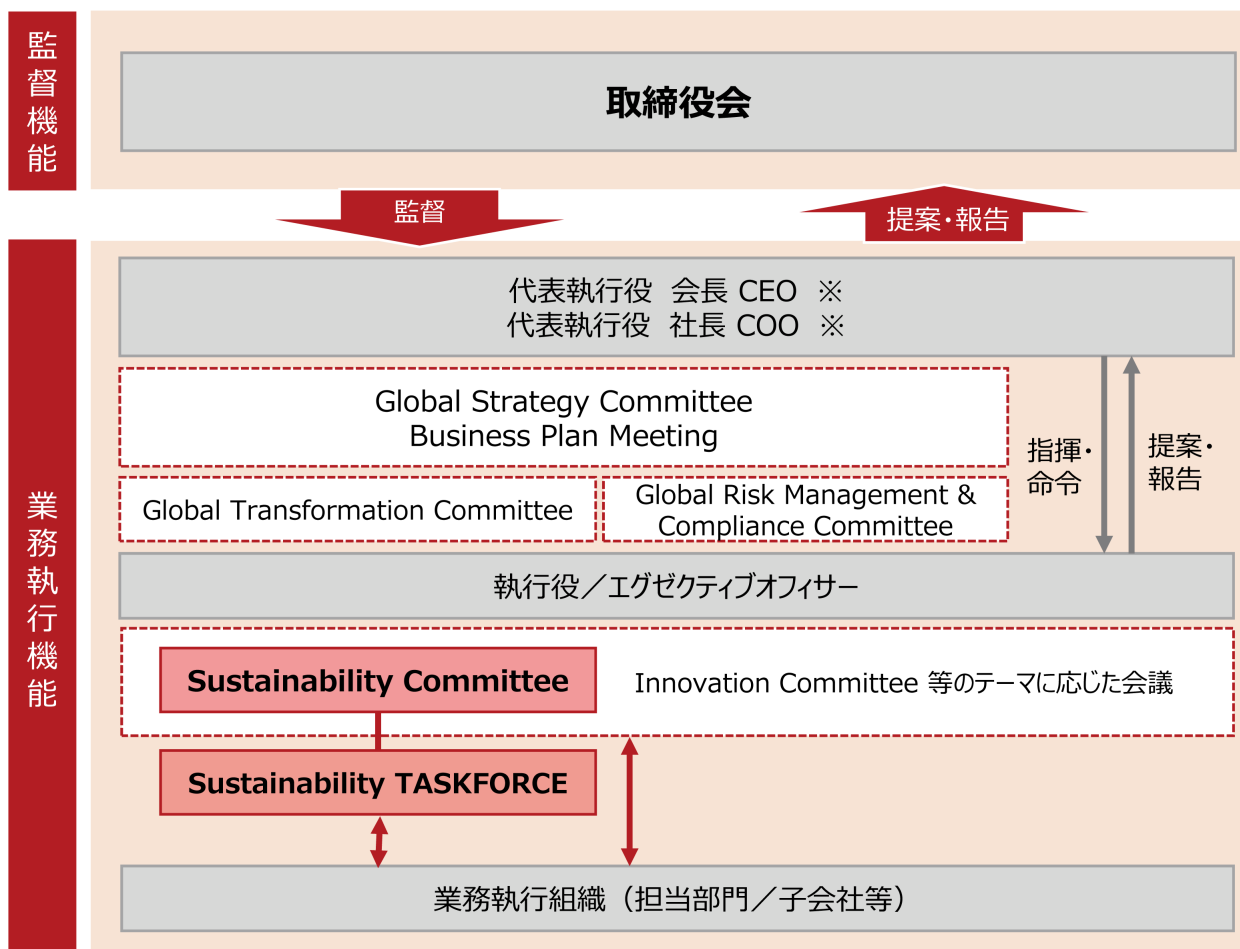 監督機能
取締役会
監督
提案・報告
業務執行機能
代表執行役 会長 CEO ※
代表執行役 社長 COO ※
Global Strategy Committee
Business Plan Meeting
指揮・
命令
提案・
報告
Global Transformation Committee
Global Risk Management &
Compliance Committee
執行役／エグゼクティブオフィサー
Sustainability Committee
Innovation Committee 等のテーマに応じた会議
Sustainability TASKFORCE
業務執行組織（担当部門／子会社等）